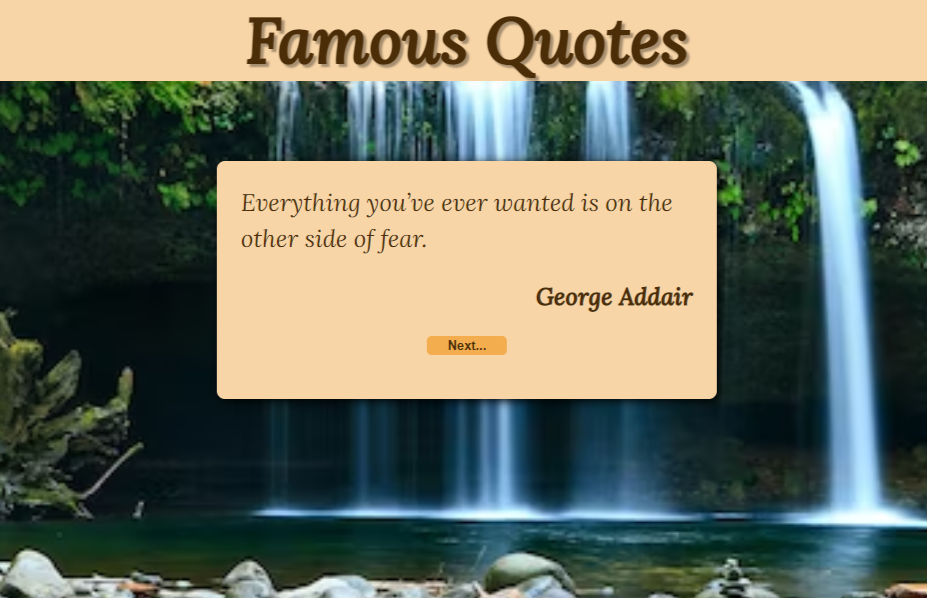 Famous Quotes
Everything you’ve ever wanted is on the
other side of fear.
George Addair
Next...